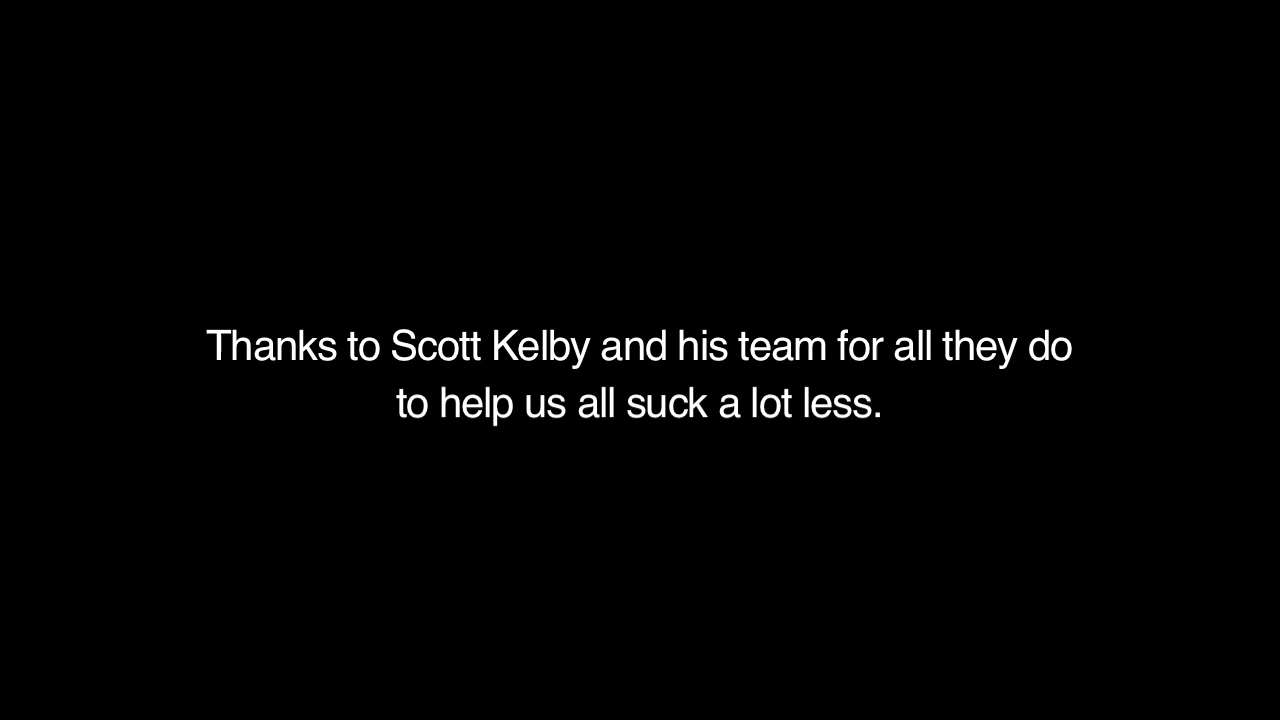 Thanks to Scott Kelby and his team for all they do
to help us all suck a lot less.